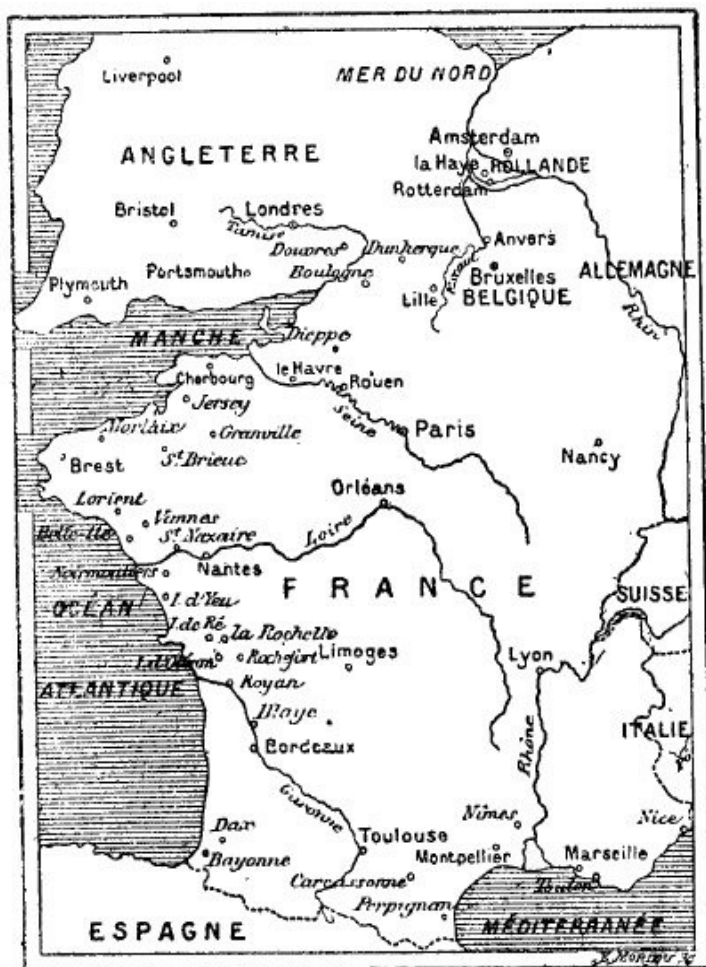 Liverpool
MER DU NORD
Amsterdam
ANGLETERRE
la Haye
HOLLANDE
Rotterdam
Bristol
Londres
Tamise
Anvers
Douvres
Dunkerque
Portsmouth
Boulogne
Escaut
Bruxelles
ALLEMAGNE
Plymouth
Lille
BELGIQUE
Rhin
MANCHE
Dieppe
Cherbourg
le Havre
Rouen
Jersey
Seine
Morlaix
Granville
Paris
Brest
St Brieuc
Nancy
Orléans
Lorient
Vannes
Loire
Belle-Ile
St Nazaire
Noirmoutiers
Nantes
FRANCE
SUISSE
OCÉAN
I. d'Yeu
I. de Ré
la Rochelle
Rochefort
Limoges
Lyon
ATLANTIQUE
Royan
Blaye
ITALIE
Bordeaux
Rhône
Pô
Garonne
Nîmes
Nice
Dax
Toulouse
Bayonne
Montpellier
Marseille
Carcassonne
Toulon
Perpignan
ESPAGNE
MÉDITERRANÉE